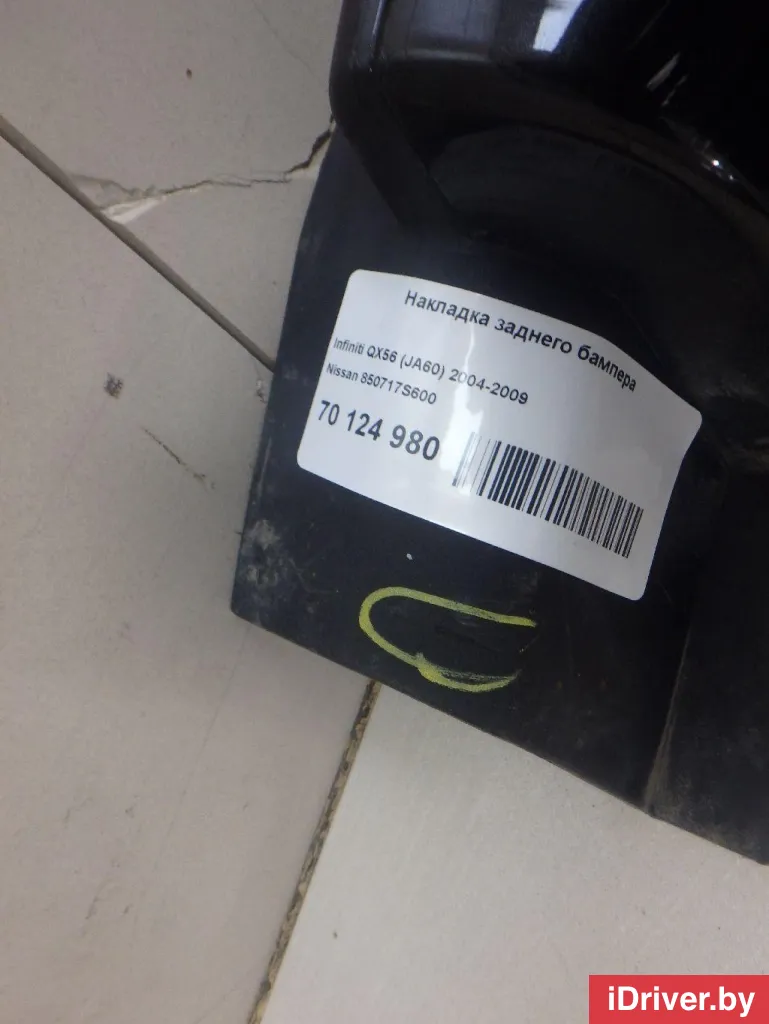 Накладка заднего бампера
Infiniti QX56 (JA60) 2004-2009
Nissan 850717S600
70 124 980
iDriver.by